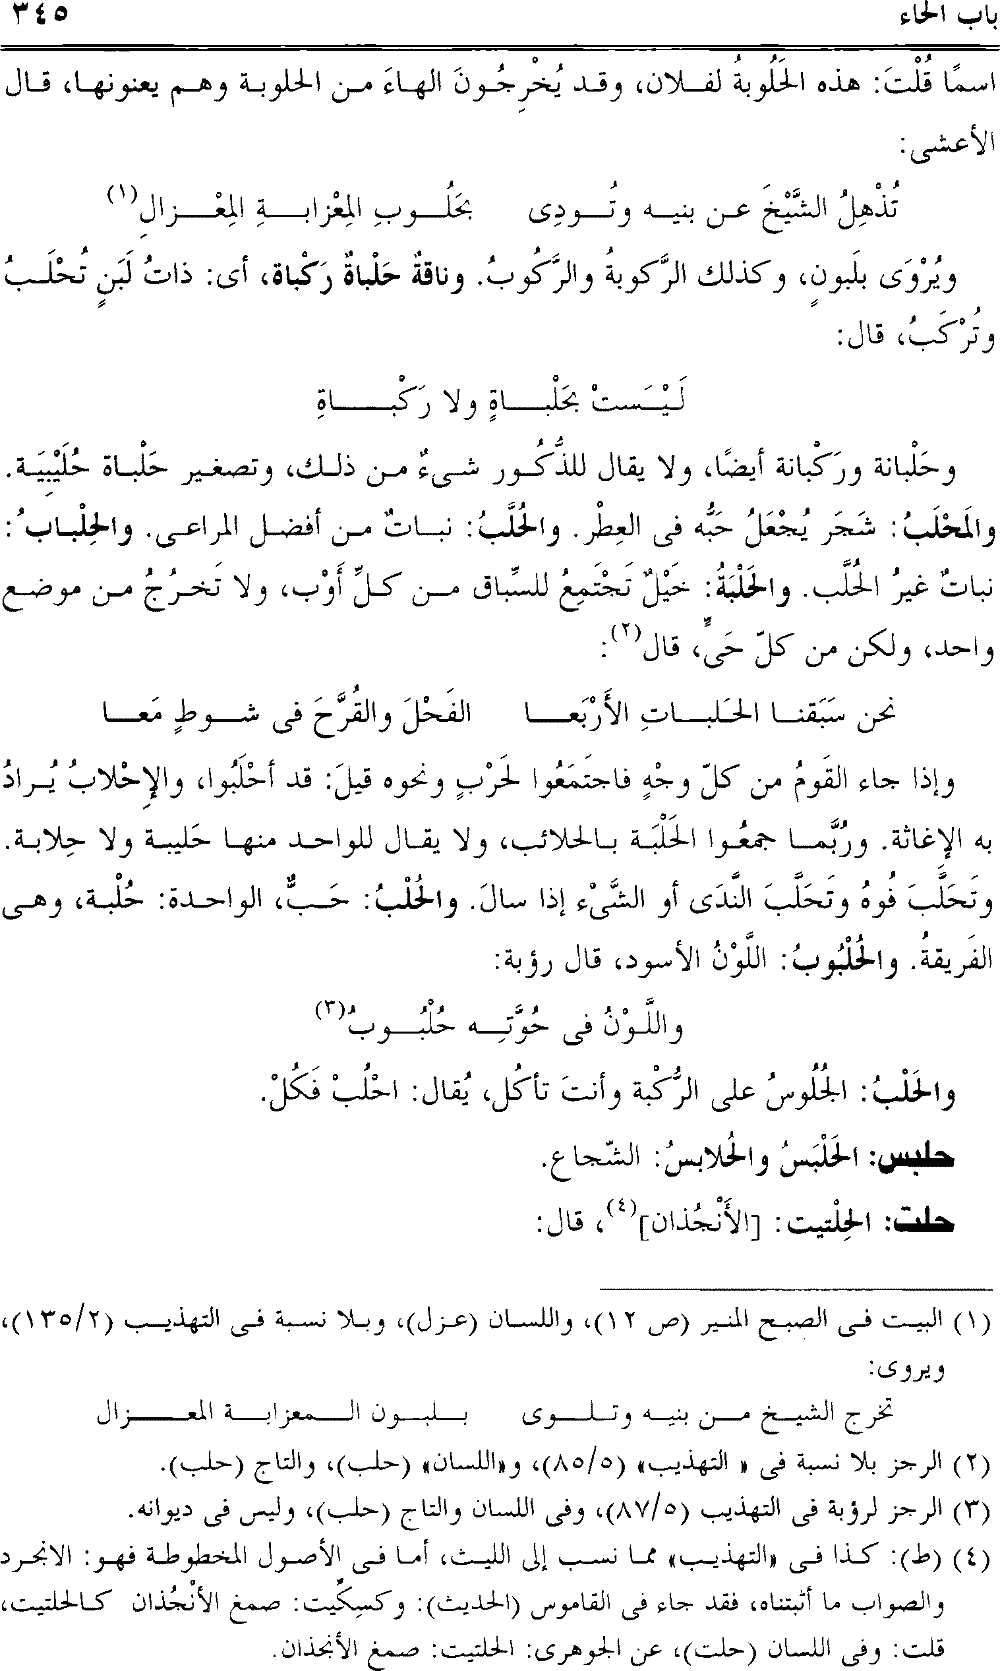 باب الحاء ٣٤٥
اسمًا قُلْتَ: هذه الحَلُوبةُ لفلان، وقد يُخْرِجُونَ الهاءَ من الحلوبة وهم يعنونها، قال
الأعشى:
تُذْهِلُ الشَّيْخَ عن بنيه وتُودِى بحَلُوبِ المِعْزابةِ المِعْزالِ(١)
ويُرْوَى بلَبونٍ، وكذلك الرَّكوبةُ والرَّكُوبُ. وناقةٌ حَلْباةٌ رَكْباة، أى: ذاتُ لَبَنٍ تُحْلَبُ
وتُرْكَبُ، قال:
لَيْسَتْ بحَلْباةٍ ولا رَكْباةِ
وحَلْبانة ورَكْبانة أيضًا، ولا يقال للذُّكُور شىءٌ من ذلك، وتصغير حَلْباة حُلَيْبِيَة.
والمَحْلَبُ: شَجَر يُجْعَلُ حَبُّه فى العِطْر. والحُلَّبُ: نباتٌ من أفضل المراعى. والحِلْبابُ:
نباتٌ غيرُ الحُلَّب. والحَلْبَةُ: خَيْلٌ تَجْتَمِعُ للسِّباق من كلِّ أَوْب، ولا تَخرُجُ من موضع
واحد، ولكن من كلّ حَىٍّ، قال(٢):
نحن سَبَقنا الحَلباتِ الأَرْبَعا الفَحْلَ والقُرَّحَ فى شوطٍ مَعا
وإذا جاء القَومُ من كلّ وجْهٍ فاجتَمَعُوا لحَرْبٍ ونحوه قيلَ: قد أحْلَبُوا، والإِحْلابُ يُرادُ
به الإغاثة. ورُبَّما جمعُوا الحَلْبَة بالحلائب، ولا يقال للواحد منها حَليبة ولا حِلابة.
وتَحَلَّبَ فُوهُ وتَحَلَّبَ النَّدَى أو الشَّىْء إذا سالَ. والحُلْبُ: حَبٌّ، الواحدة: حُلْبة، وهى
الفَريقةُ. والحُلْبُوبُ: اللَّوْنُ الأسود، قال رؤبة:
واللَّوْنُ فى حُوَّتِه حُلْبُوبُ(٣)
والحَلْبُ: الجُلُوسُ على الرُّكْبة وأنتَ تأكُل، يُقال: احْلُبْ فَكُلْ.
حلبس: الحَلْبَسُ والحُلابسُ: الشّجاع.
حلت: الحِلْتيت: [الأَنْجُذان](٤)، قال:
(١) البيت فى الصبح المنير (ص ١٢)، واللسان (عزل)، وبلا نسبة فى التهذيب (١٣٥/٢)،
ويروى:
تخرج الشيخ من بنيه وتلوى بلبون المعزابة المعزال
(٢) الرجز بلا نسبة فى « التهذيب» (٨٥/٥)، و«اللسان» (حلب)، والتاج (حلب).
(٣) الرجز لرؤبة فى التهذيب (٨٧/٥)، وفى اللسان والتاج (حلب)، وليس فى ديوانه.
(٤) (ط): كذا فى «التهذيب» مما نسب إلى الليث، أما فى الأصول المخطوطة فهو: الانجرد
والصواب ما أثبتناه، فقد جاء فى القاموس (الحديث): وكسِكِّيت: صمغ الأنْجُذان كالحلتيت،
قلت: وفى اللسان (حلت)، عن الجوهرى: الحلتيت: صمغ الأنجذان.